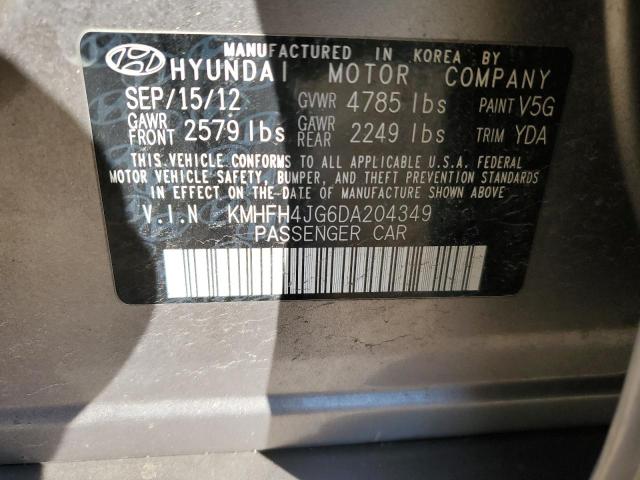 MANUFACTURED IN KOREA BY
HYUNDAI MOTOR COMPANY
SEP/15/12 GVWR 4785 lbs PAINT V5G
GAWR FRONT 2579 lbs GAWR REAR 2249 lbs TRIM YDA
THIS VEHICLE CONFORMS TO ALL APPLICABLE U.S.A. FEDERAL
MOTOR VEHICLE SAFETY, BUMPER, AND THEFT PREVENTION STANDARDS
IN EFFECT ON THE-DATE OF MANUFACTURE SHOWN ABOVE.
V.I.N KMHFH4JG6DA204349
PASSENGER CAR